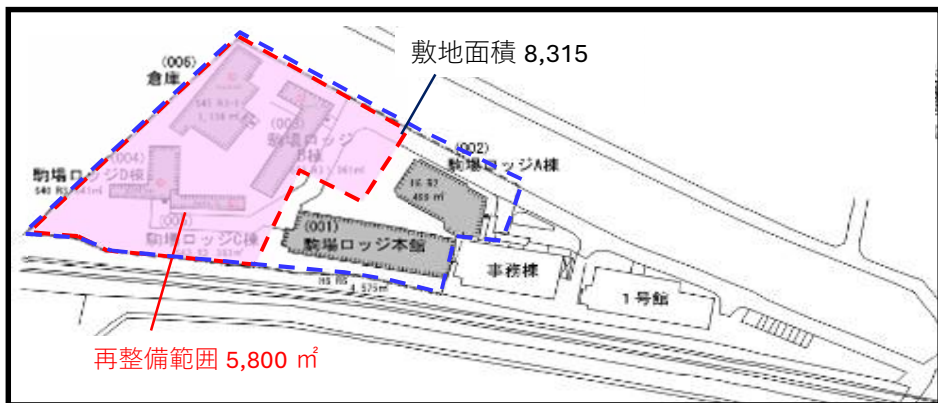 敷地面積 8,315
(006)
倉庫
(003)
駒場ロッジ
B棟
(002)
駒場ロッジA棟
(004)
駒場ロッジD棟
(001)
駒場ロッジ本館
駒場ロッジC棟
事務棟
1号館
4,575㎡
再整備範囲 5,800 ㎡